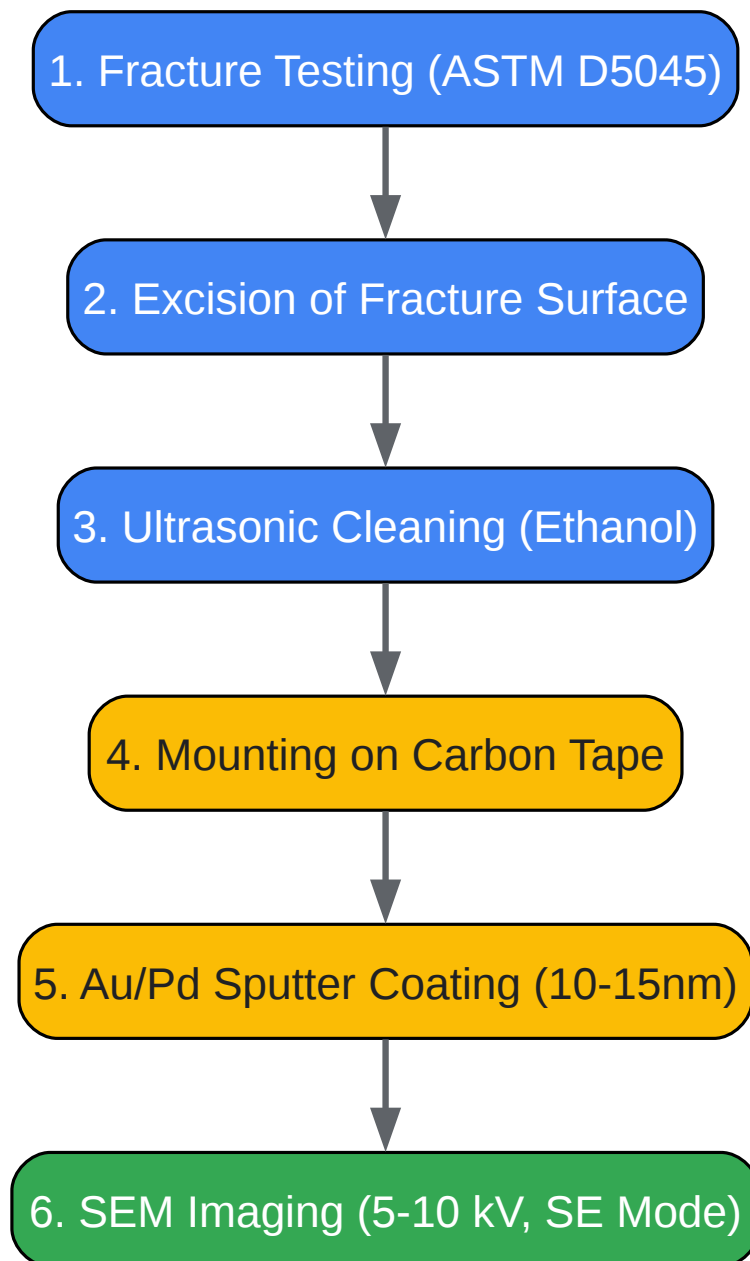 1. Fracture Testing (ASTM D5045)
2. Excision of Fracture Surface
3. Ultrasonic Cleaning (Ethanol)
4. Mounting on Carbon Tape
5. Au/Pd Sputter Coating (10-15nm)
6. SEM Imaging (5-10 kV, SE Mode)